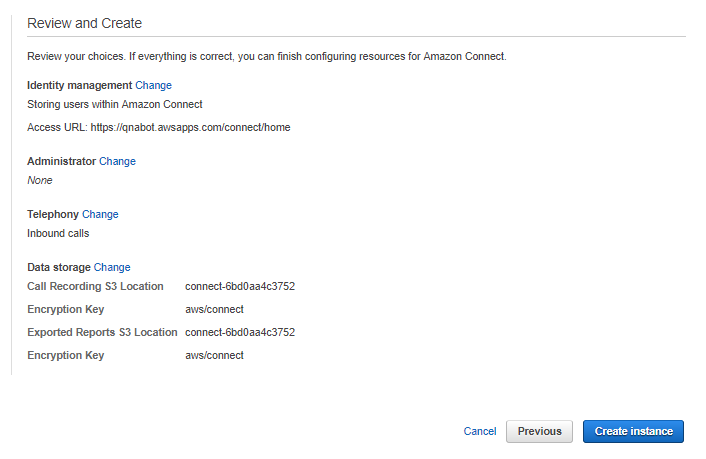 Review and Create
Review your choices. If everything is correct, you can finish configuring resources for Amazon Connect.
Identity management Change
Storing users within Amazon Connect
Access URL: https://qnabot.awsapps.com/connect/home
Administrator Change
None
Telephony Change
Inbound calls
Data storage Change
Call Recording S3 Location connect-6bd0aa4c3752
Encryption Key aws/connect
Exported Reports S3 Location connect-6bd0aa4c3752
Encryption Key aws/connect
Cancel Previous Create instance